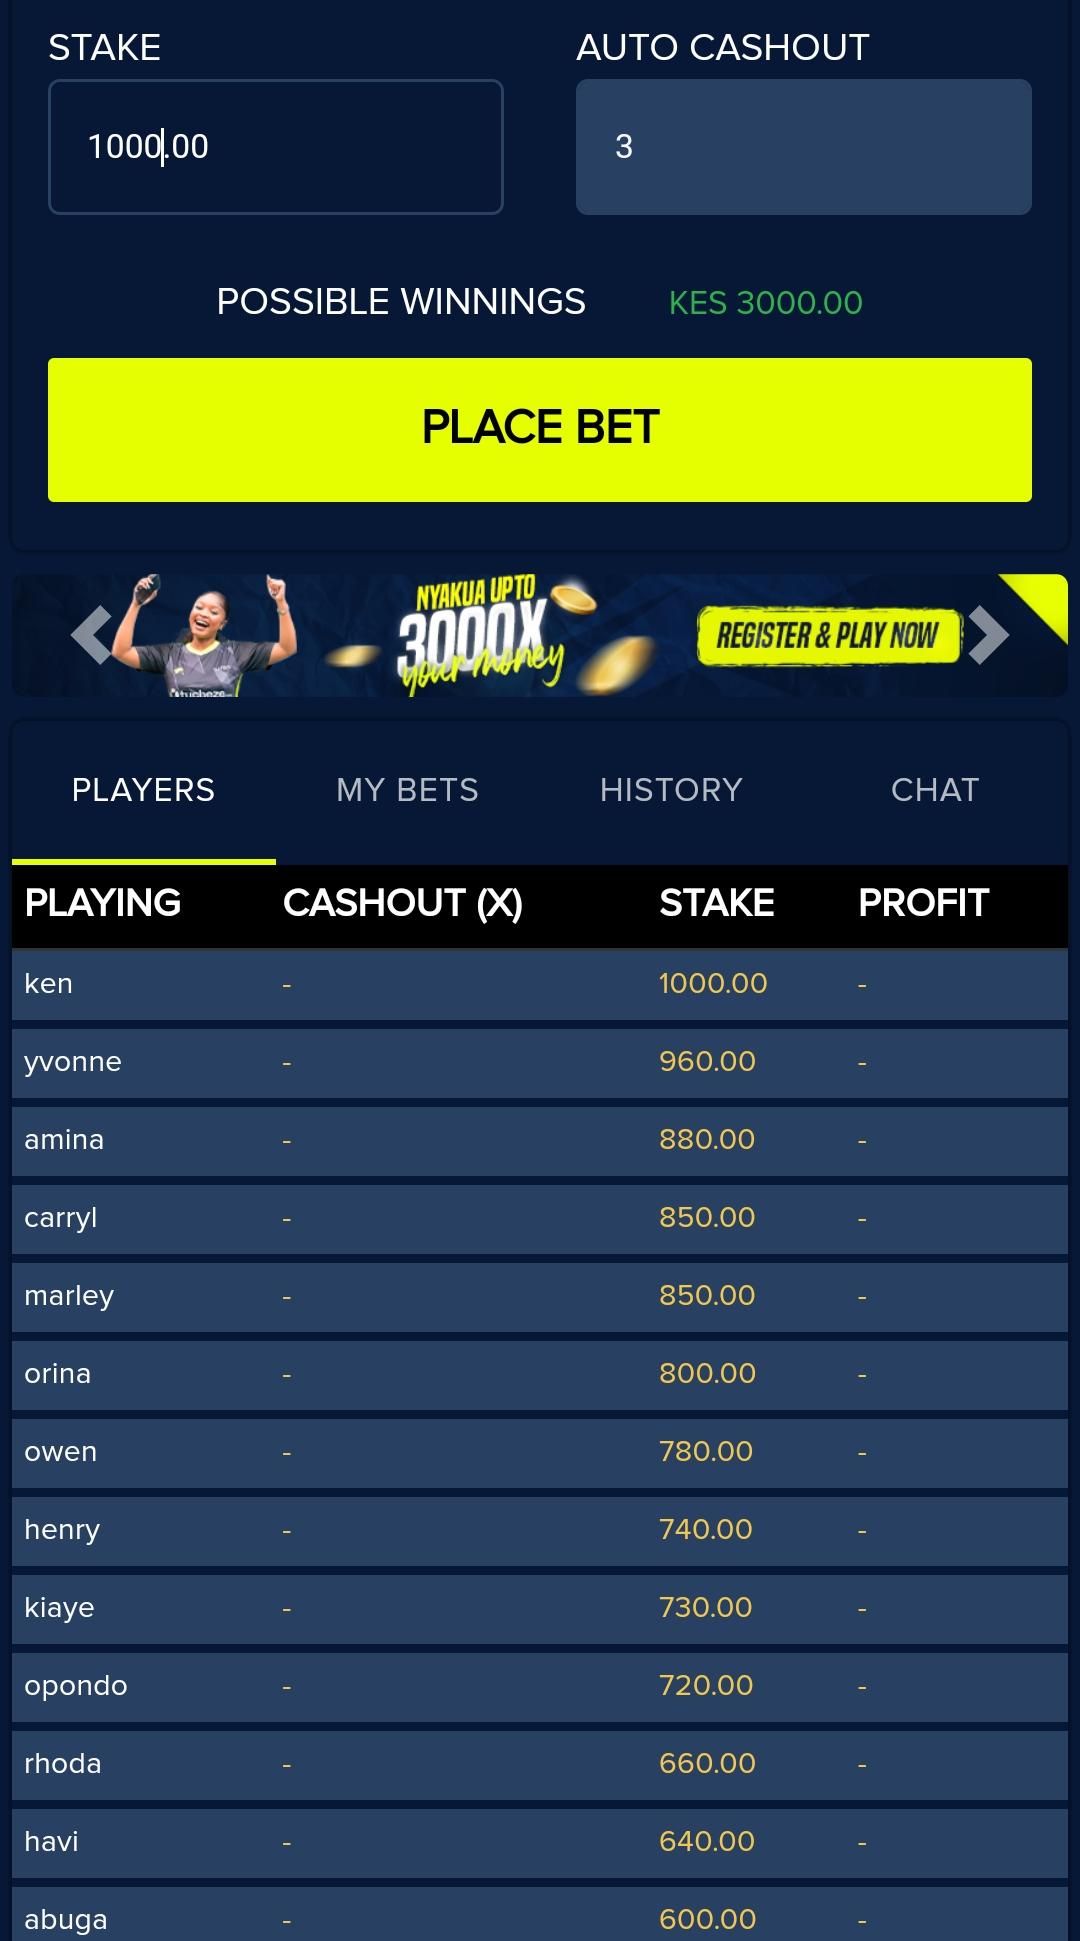 STAKE
AUTO CASHOUT
1000.00
3
POSSIBLE WINNINGS KES 3000.00
PLACE BET
NYAKUA UPTO
3000X
your money
REGISTER & PLAY NOW
PLAYERS MY BETS HISTORY CHAT
PLAYING CASHOUT (X) STAKE PROFIT
ken - 1000.00 -
yvonne - 960.00 -
amina - 880.00 -
carryl - 850.00 -
marley - 850.00 -
orina - 800.00 -
owen - 780.00 -
henry - 740.00 -
kiaye - 730.00 -
opondo - 720.00 -
rhoda - 660.00 -
havi - 640.00 -
abuga - 600.00 -